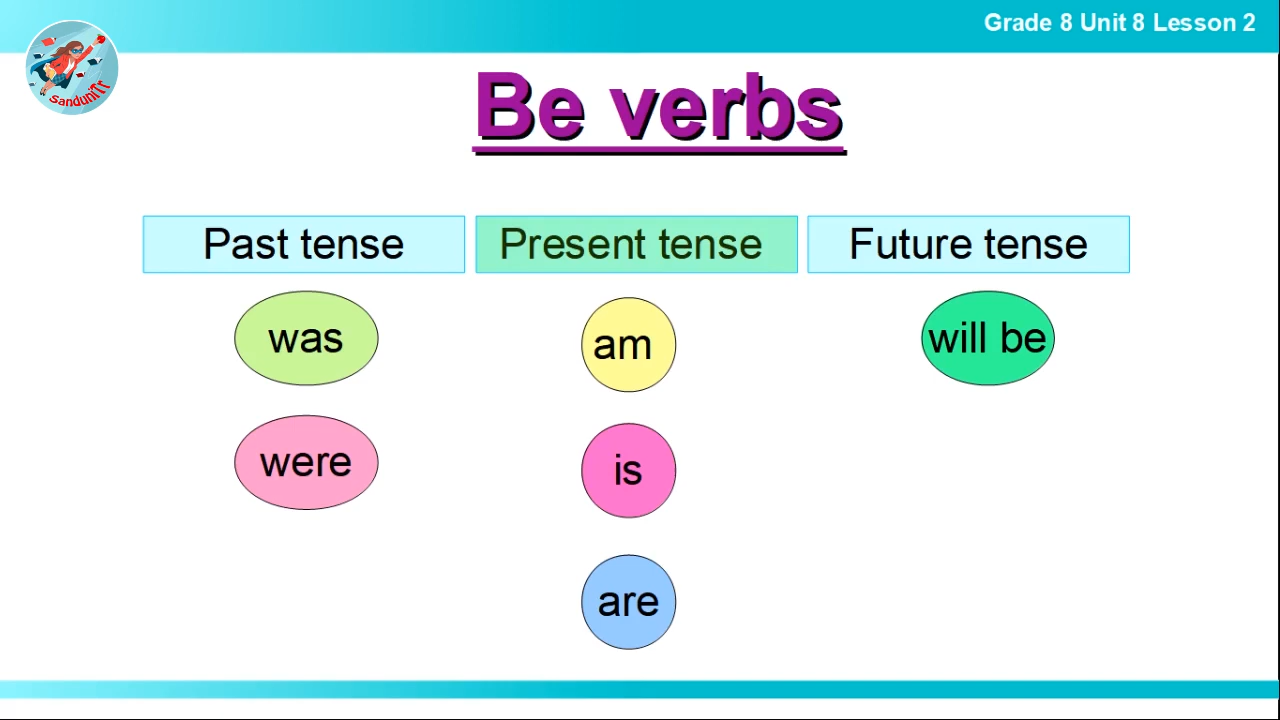 Grade 8 Unit 8 Lesson 2
SanduniTr
Be verbs
Past tense Present tense Future tense
was am will be
were is
are